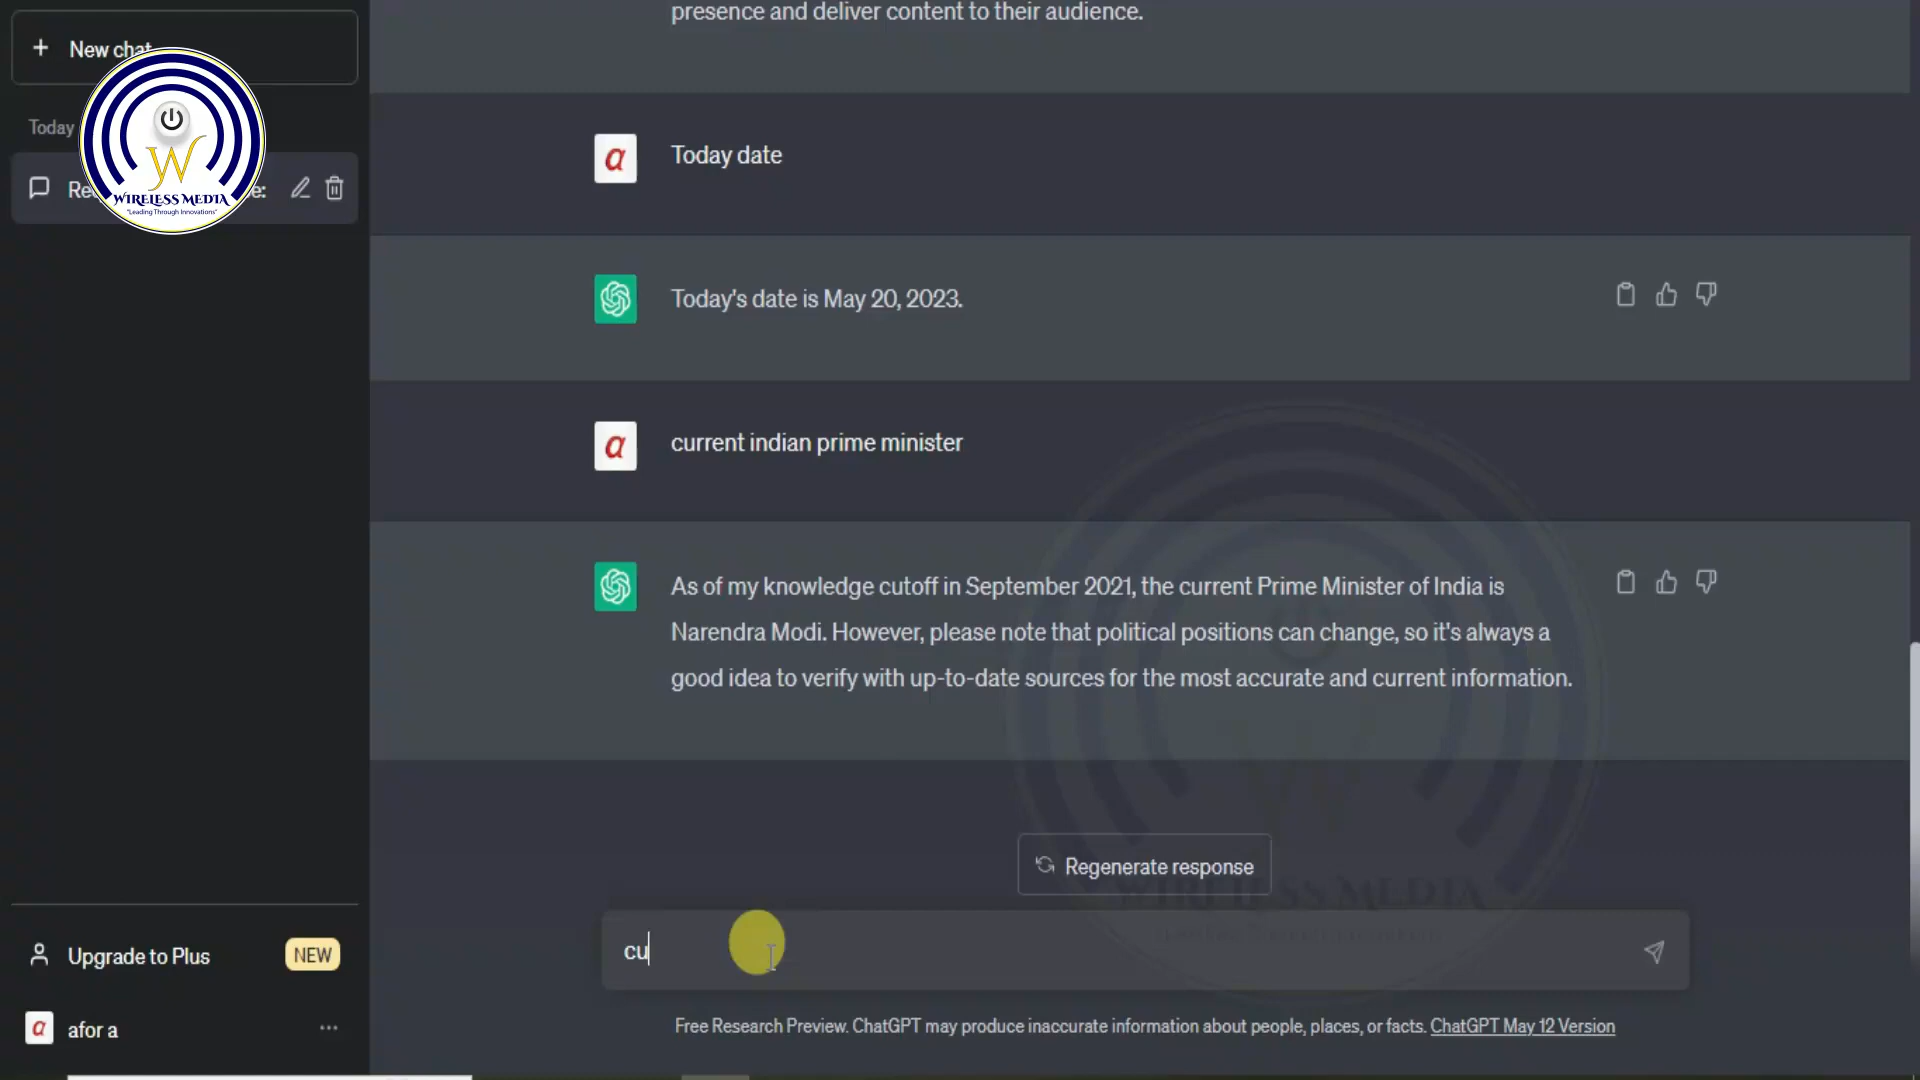 presence and deliver content to their audience.
New chat
Today
Today date
WIRELESS MEDIA
"Leading Through Innovations"
Today's date is May 20, 2023.
current indian prime minister
As of my knowledge cutoff in September 2021, the current Prime Minister of India is
Narendra Modi. However, please note that political positions can change, so it's always a
good idea to verify with up-to-date sources for the most accurate and current information.
Regenerate response
WIRELESS MEDIA
cu
Upgrade to Plus
NEW
afor a
Free Research Preview. ChatGPT may produce inaccurate information about people, places, or facts. ChatGPT May 12 Version